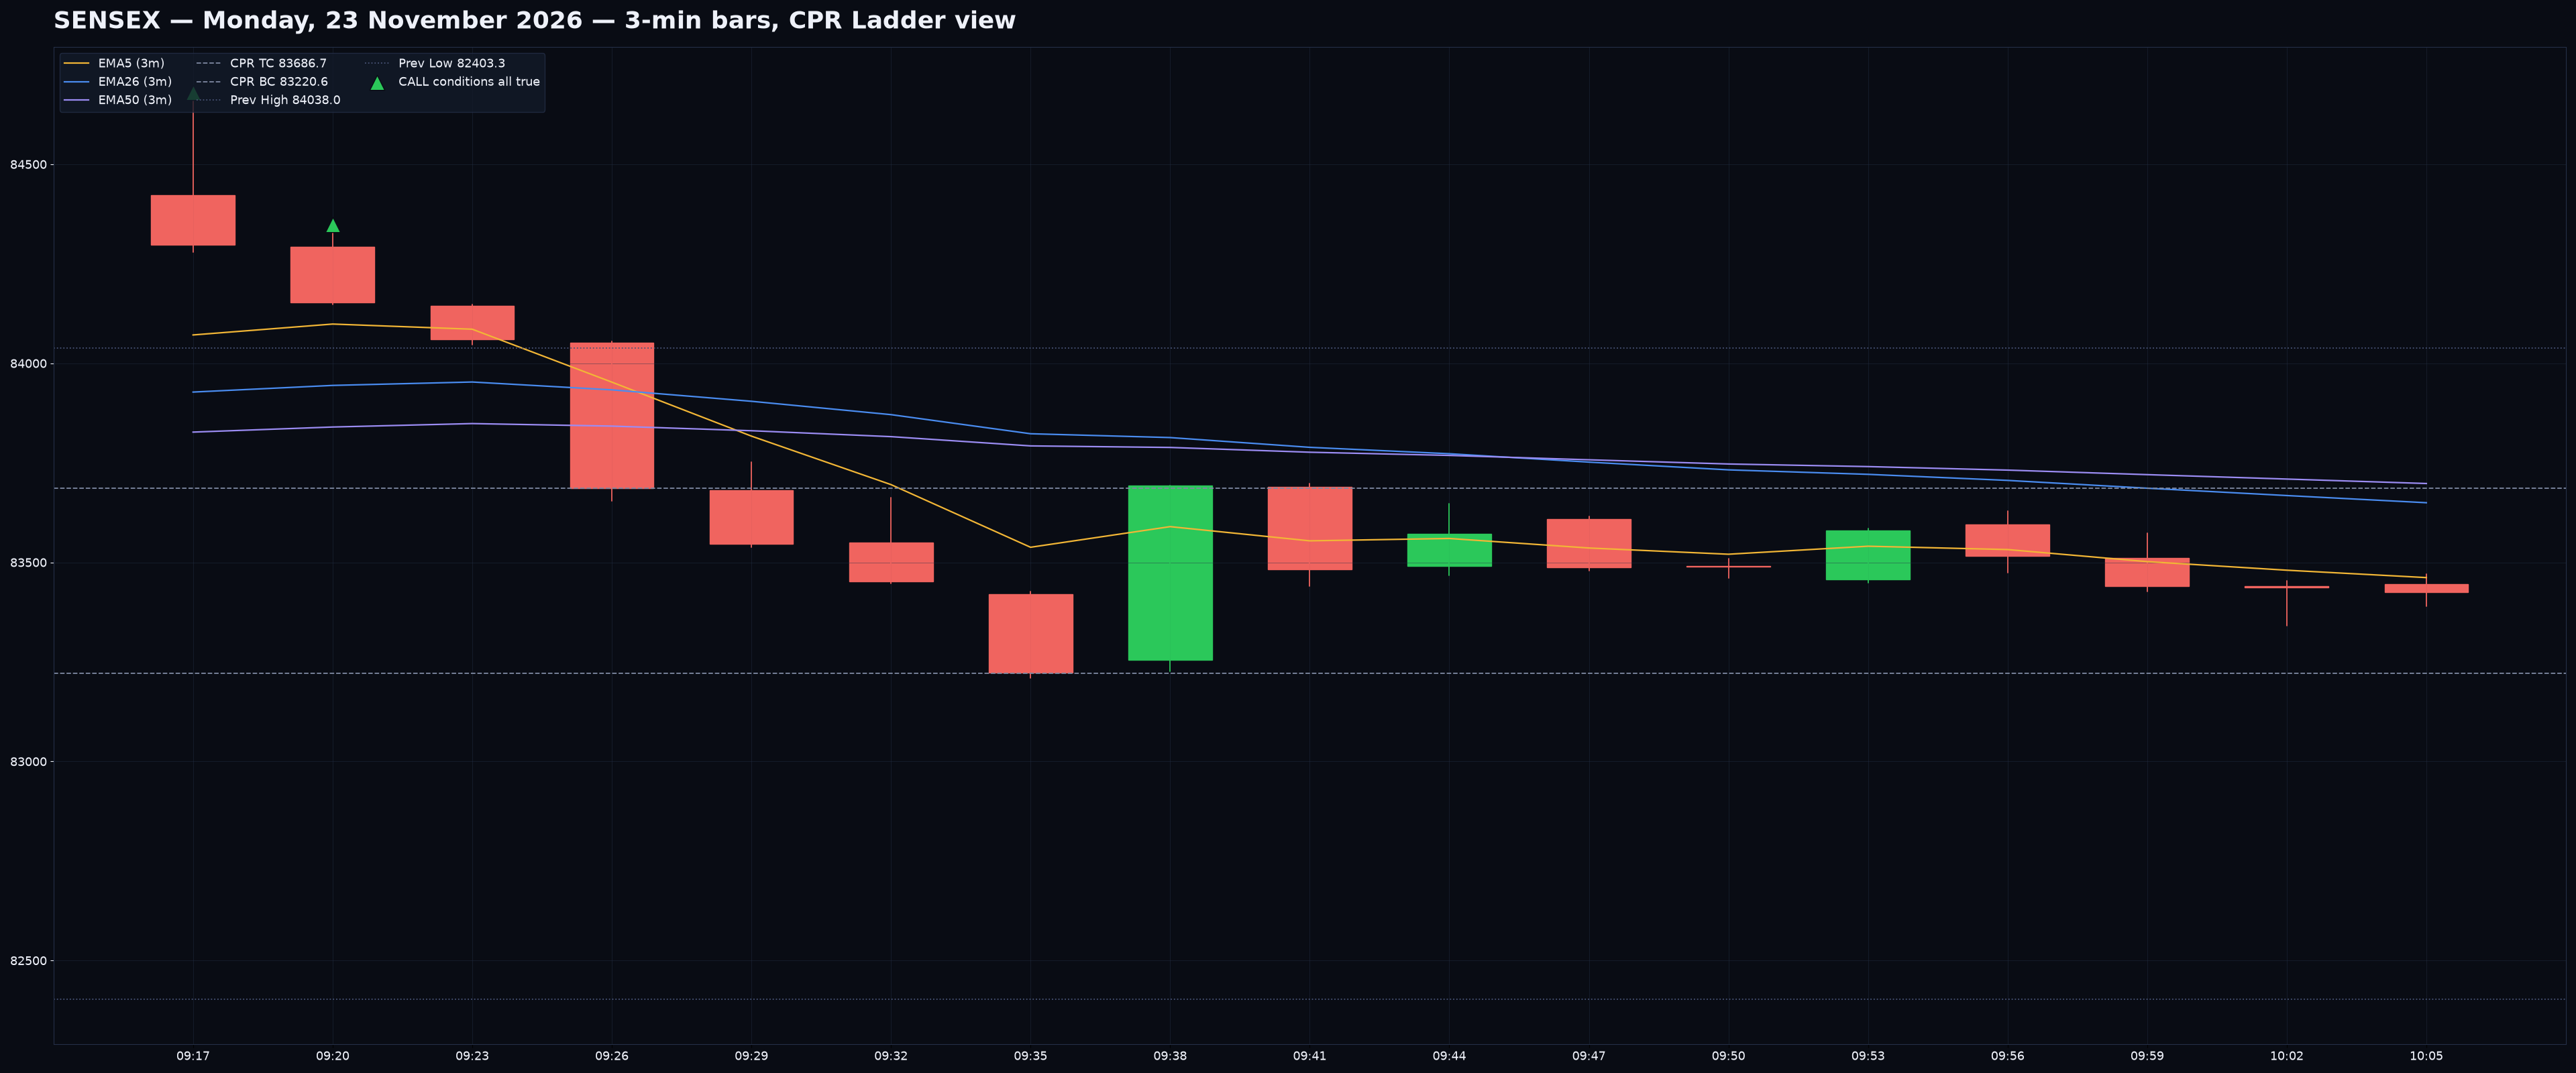 SENSEX — Monday, 23 November 2026 — 3-min bars, CPR Ladder view
EMA5 (3m)
EMA26 (3m)
EMA50 (3m)
CPR TC 83686.7
CPR BC 83220.6
Prev High 84038.0
Prev Low 82403.3
CALL conditions all true
84500
84000
83500
83000
82500
09:17 09:20 09:23 09:26 09:29 09:32 09:35 09:38 09:41 09:44 09:47 09:50 09:53 09:56 09:59 10:02 10:05